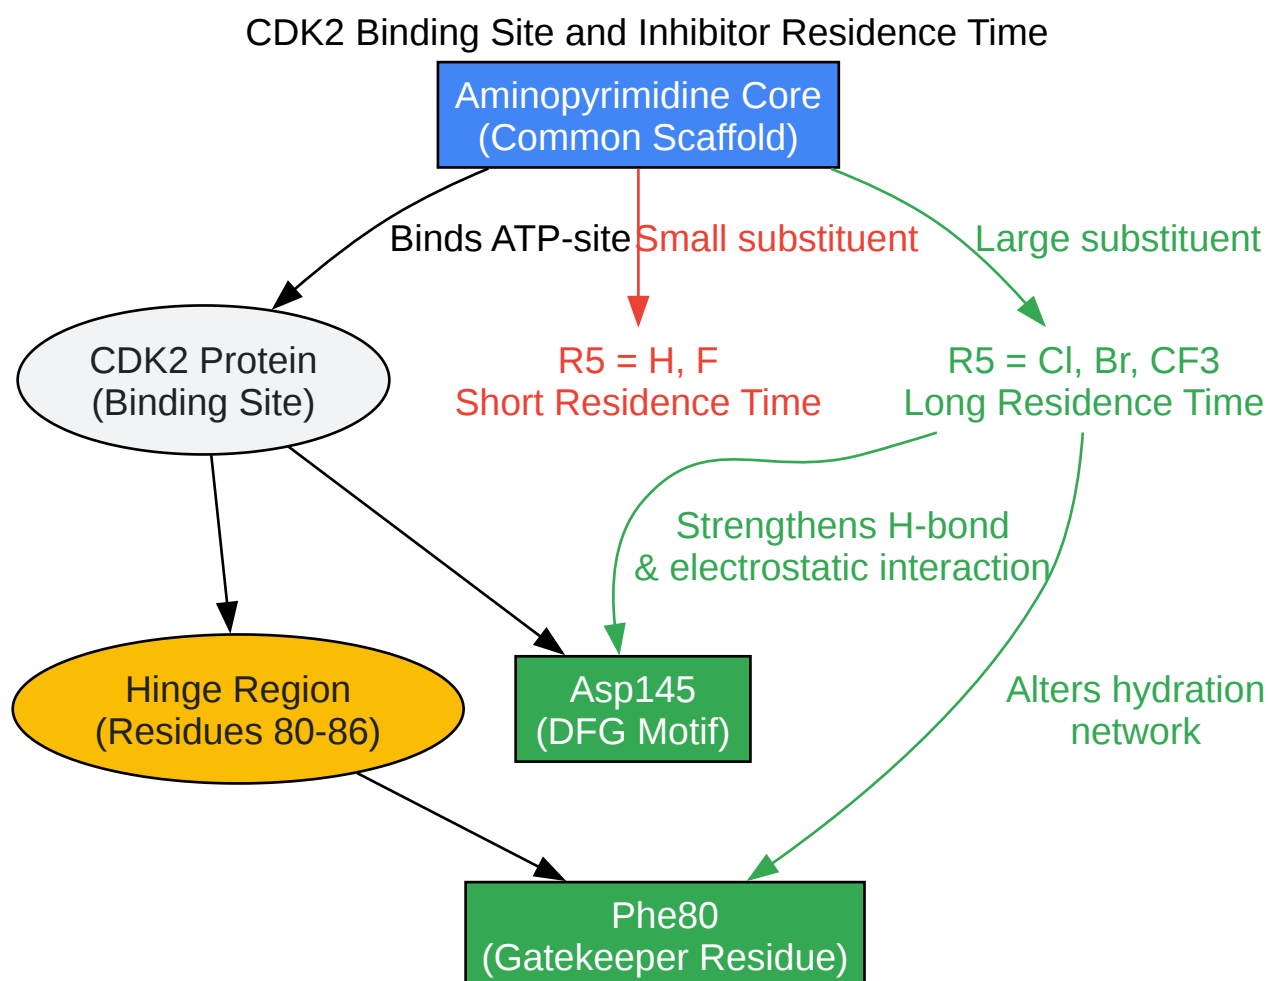 CDK2 Binding Site and Inhibitor Residence Time
Aminopyrimidine Core
(Common Scaffold)
Binds ATP-site
Small substituent
Large substituent
CDK2 Protein
(Binding Site)
R5 = H, F
Short Residence Time
R5 = Cl, Br, CF3
Long Residence Time
Strengthens H-bond
& electrostatic interaction
Hinge Region
(Residues 80-86)
Asp145
(DFG Motif)
Alters hydration
network
Phe80
(Gatekeeper Residue)